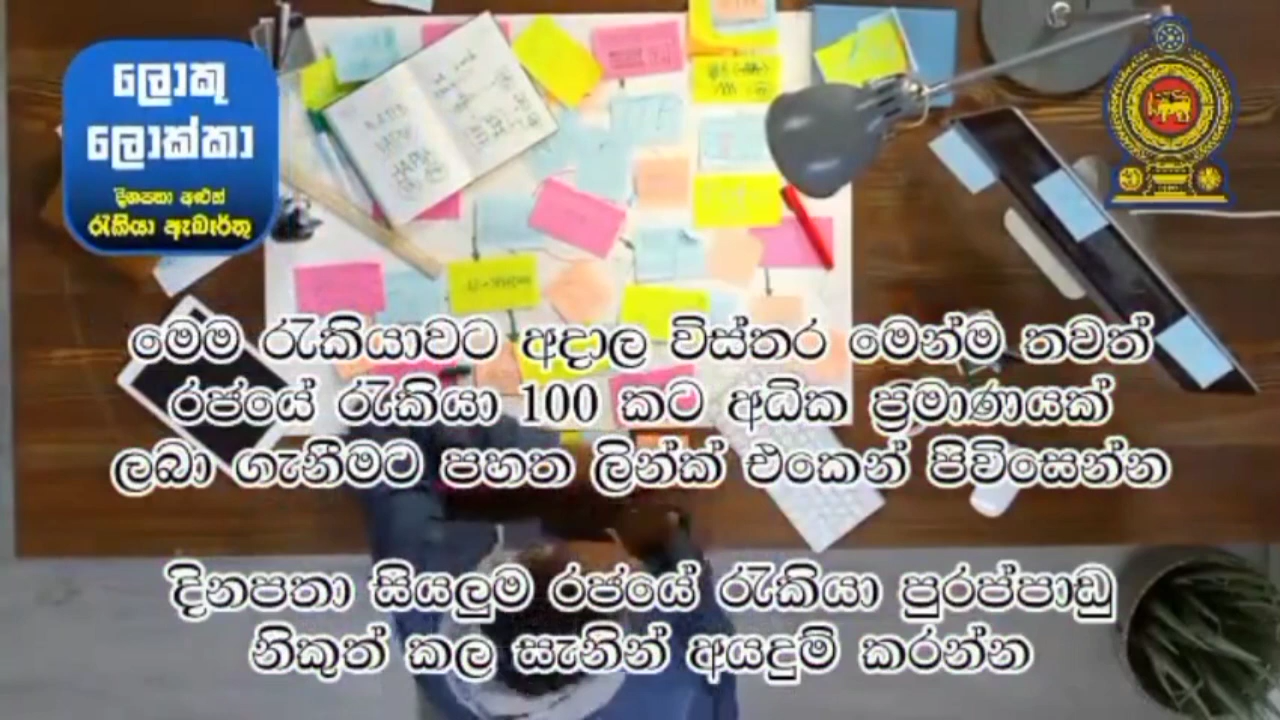 ලොකු
ලොක්කා
දිනපතා අළුත්
රැකියා ඇබෑර්තු
මෙම රැකියාවට අදාල විස්තර මෙන්ම තවත්
රජයේ රැකියා 100 කට අධික ප්‍රමාණයක්
ලබා ගැනීමට පහත ලින්ක් එකෙන් පිවිසෙන්න
දිනපතා සියලුම රජයේ රැකියා පුරප්පාඩු
නිකුත් කල සැනින් අයදුම් කරන්න